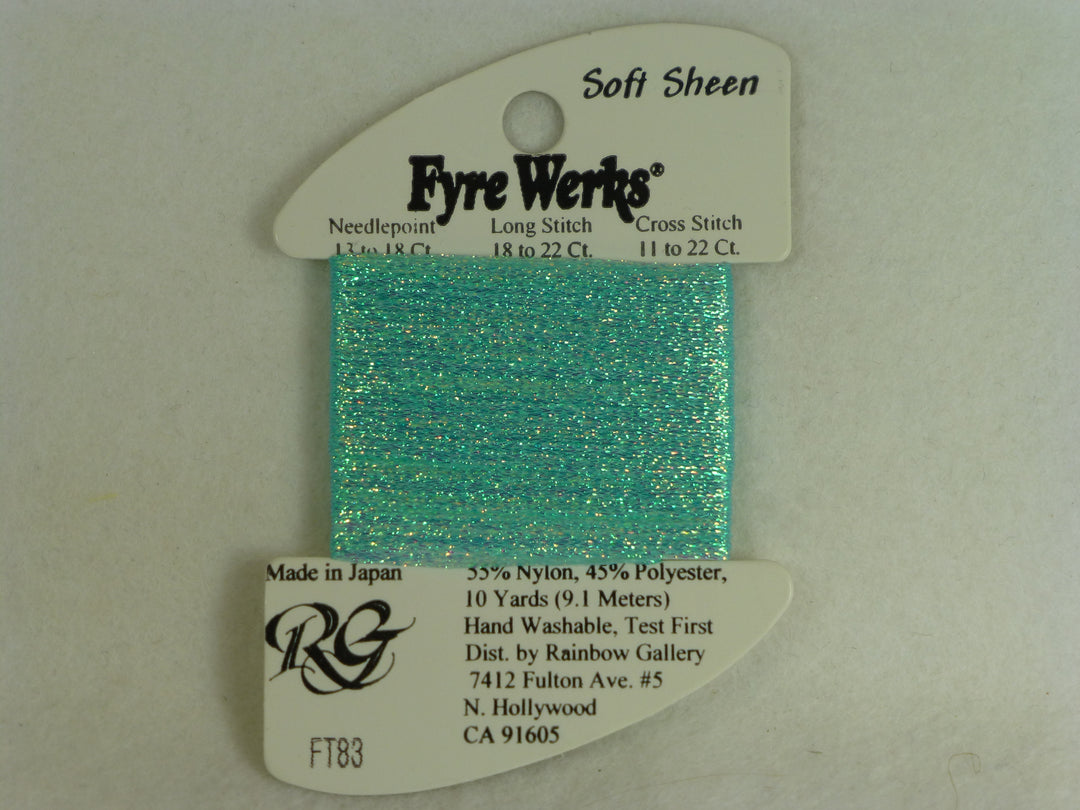 Soft Sheen
Fyre Werks®
Needlepoint Long Stitch Cross Stitch
13 to 18 Ct. 18 to 22 Ct. 11 to 22 Ct.
Made in Japan
55% Nylon, 45% Polyester,
10 Yards (9.1 Meters)
Hand Washable, Test First
Dist. by Rainbow Gallery
7412 Fulton Ave. #5
N. Hollywood
CA 91605
RG
FT83